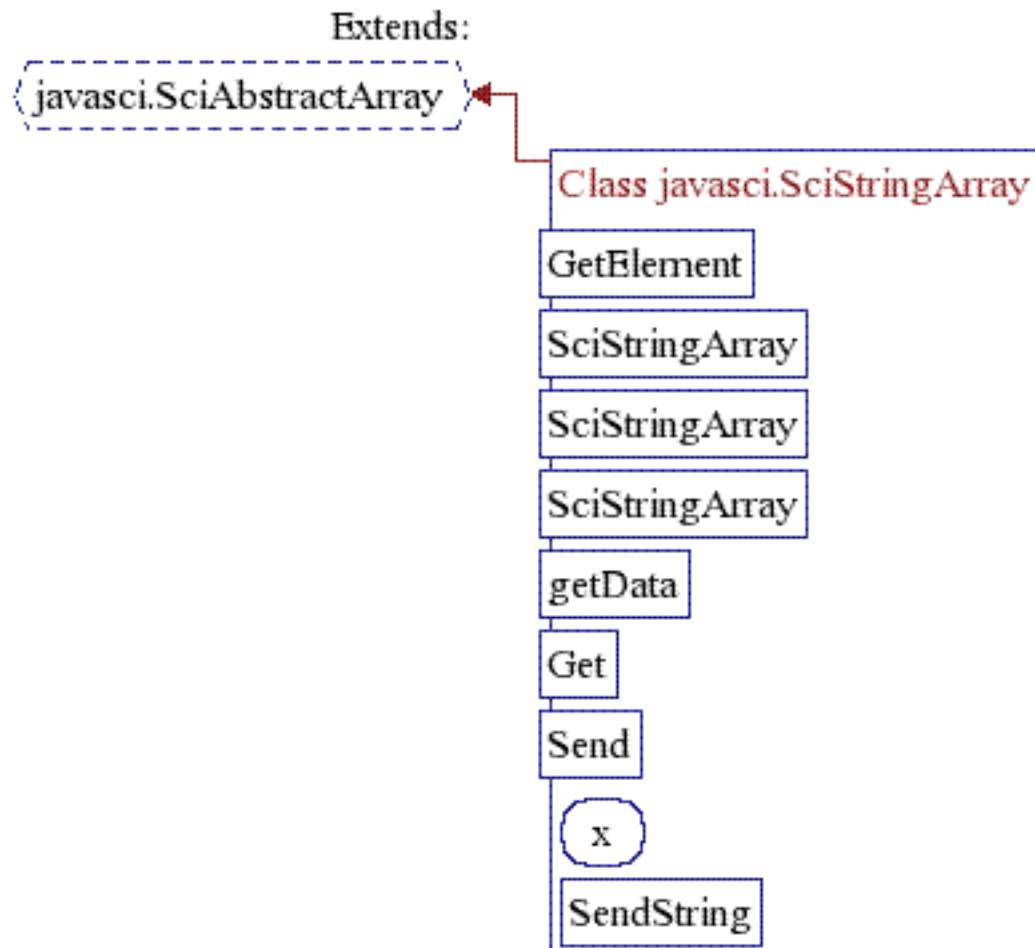 Extends:
javasci.SciAbstractArray
Class javasci.SciStringArray
GetElement
SciStringArray
SciStringArray
SciStringArray
getData
Get
Send
x
SendString